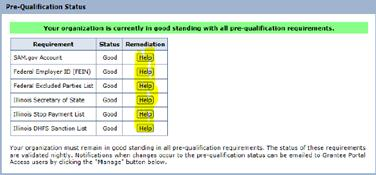 Pre-Qualification Status
Your organization is currently in good standing with all pre-qualification requirements.
Requirement Status Remediation
SAM.gov Account Good Help
Federal Employer ID (FEIN) Good Help
Federal Excluded Parties List Good Help
Illinois Secretary of State Good Help
Illinois Stop Payment List Good Help
Illinois DHFS Sanction List Good Help
Your organization must remain in good standing in all pre-qualification requirements. The status of these requirements
are validated nightly. Notifications when changes occur to the pre-qualification status can be emailed to Grantee Portal
Access users by clicking the "Manage" button below.